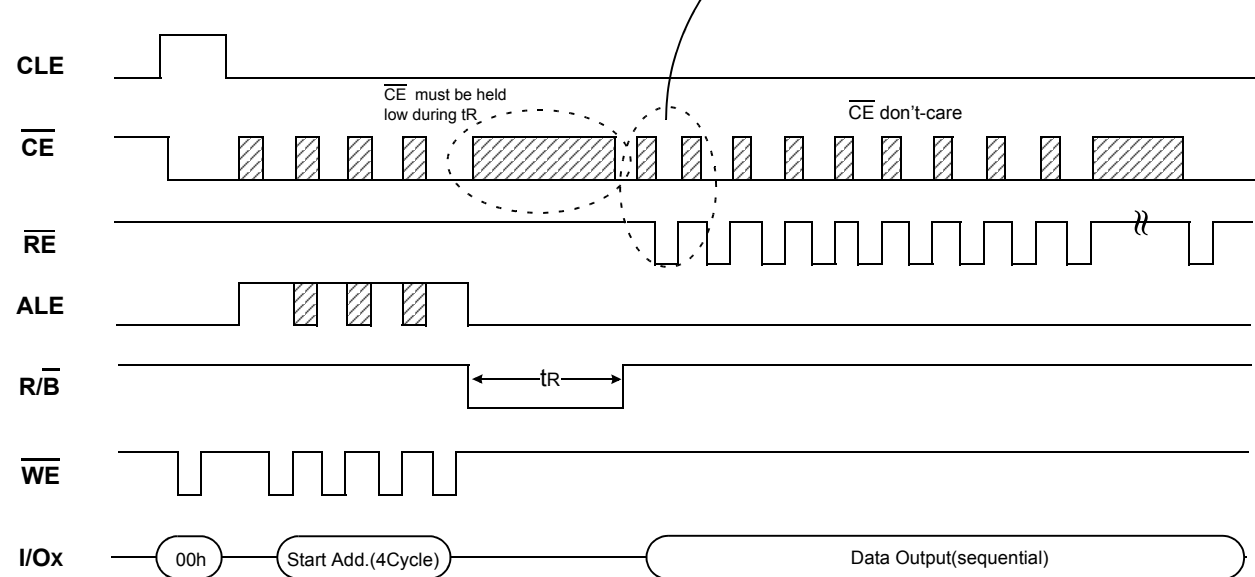 CLE
CE must be held
low during tR
CE don't-care
CE
RE
ALE
R/B
tR
WE
I/Ox
00h
Start Add.(4Cycle)
Data Output(sequential)